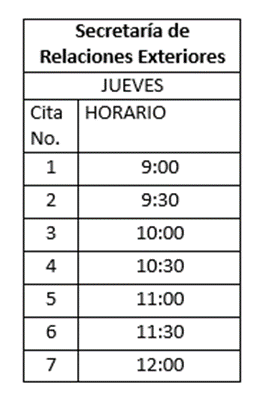 Secretaría de
Relaciones Exteriores
JUEVES
Cita HORARIO
No.
1 9:00
2 9:30
3 10:00
4 10:30
5 11:00
6 11:30
7 12:00